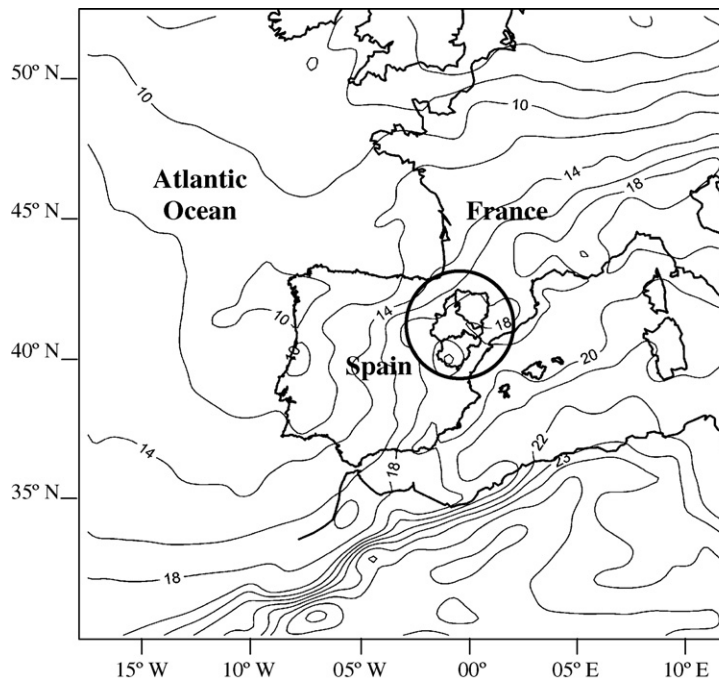 50º N
10
10
Atlantic
Ocean
14
18
45º N
France
10
14
18
10
40º N
Spain
20
14
18
22
23
35º N
18
15º W
10º W
05º W
00º
05º E
10º E